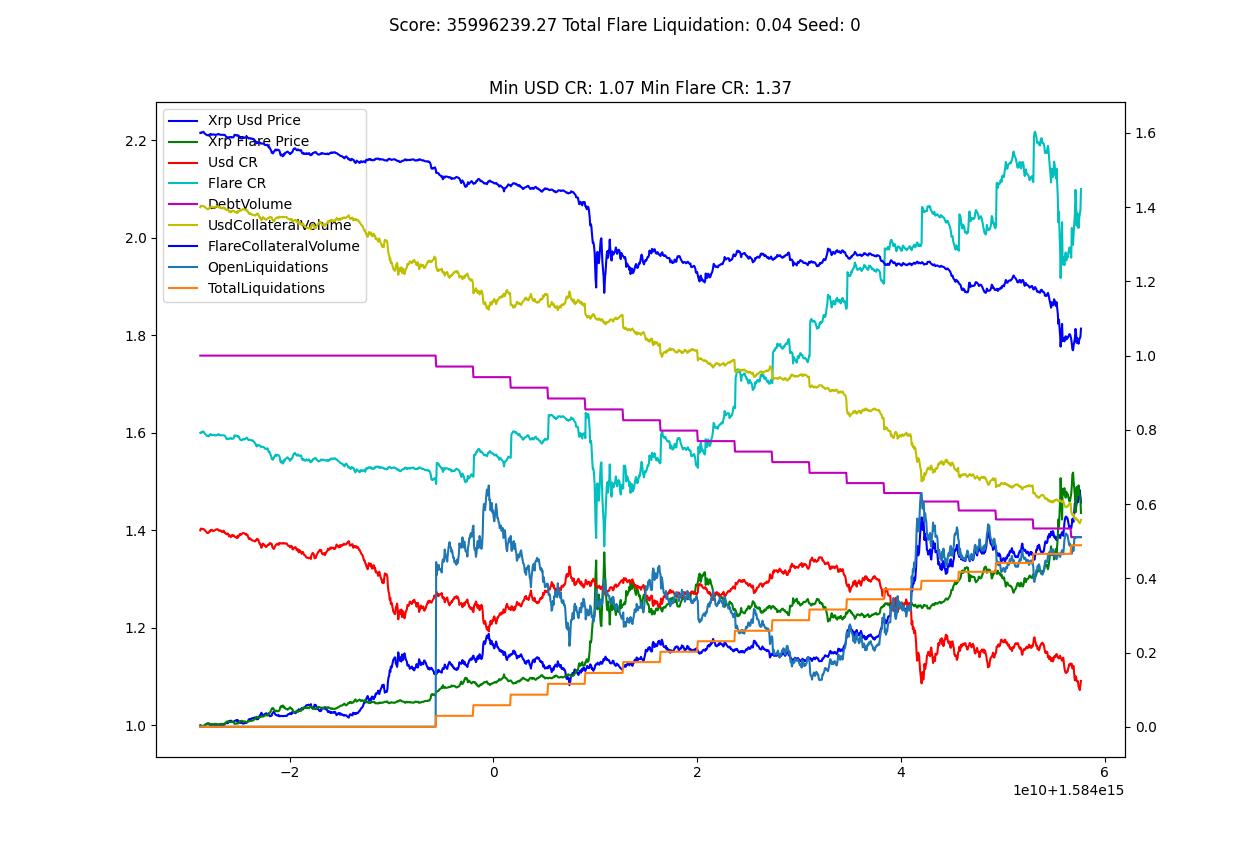 Score: 35996239.27 Total Flare Liquidation: 0.04 Seed: 0
Min USD CR: 1.07 Min Flare CR: 1.37
Xrp Usd Price
Xrp Flare Price
Usd CR
Flare CR
DebtVolume
UsdCollateralVolume
FlareCollateralVolume
OpenLiquidations
TotalLiquidations
2.2
2.0
1.8
1.6
1.4
1.2
1.0
1.6
1.4
1.2
1.0
0.8
0.6
0.4
0.2
0.0
−2
0
2
4
6
1e10+1.584e15